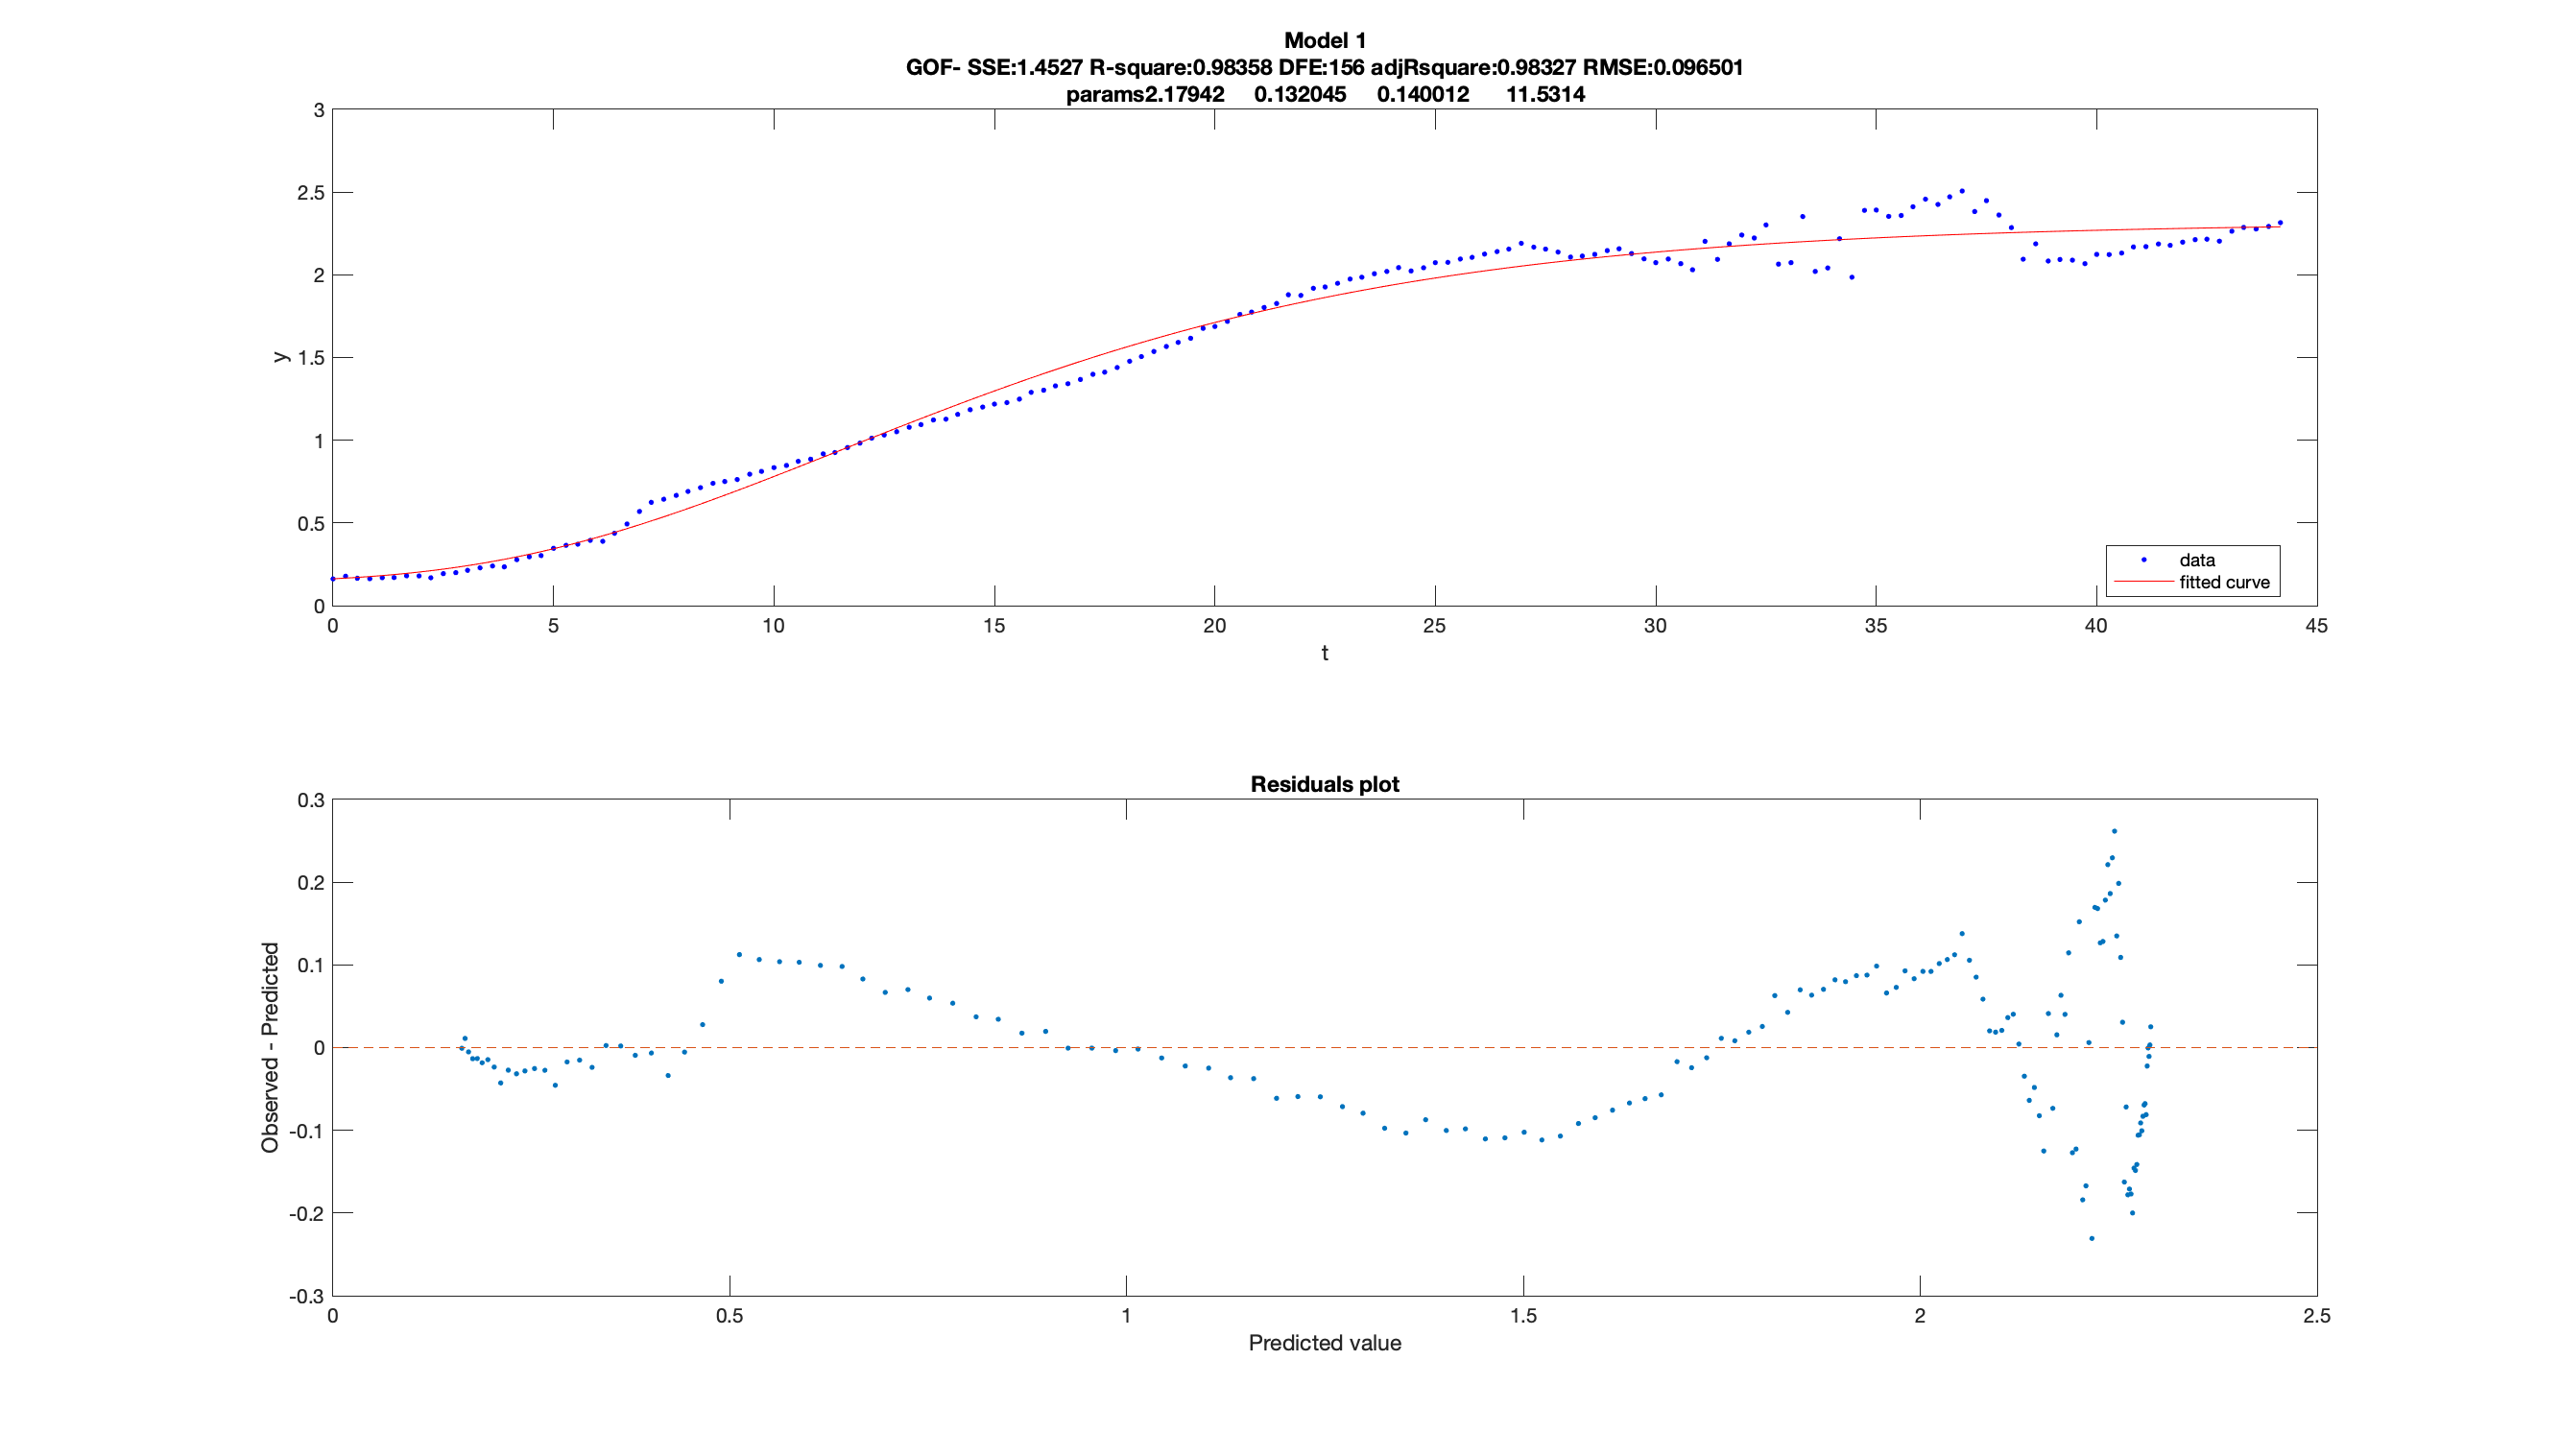 Model 1
GOF- SSE:1.4527 R-square:0.98358 DFE:156 adjRsquare:0.98327 RMSE:0.096501
params2.17942 0.132045 0.140012 11.5314
3
2.5
2
1.5
1
0.5
0
y
0 5 10 15 20 25 30 35 40 45
t
data
fitted curve
Residuals plot
0.3
0.2
0.1
0
-0.1
-0.2
-0.3
Observed - Predicted
0 0.5 1 1.5 2 2.5
Predicted value